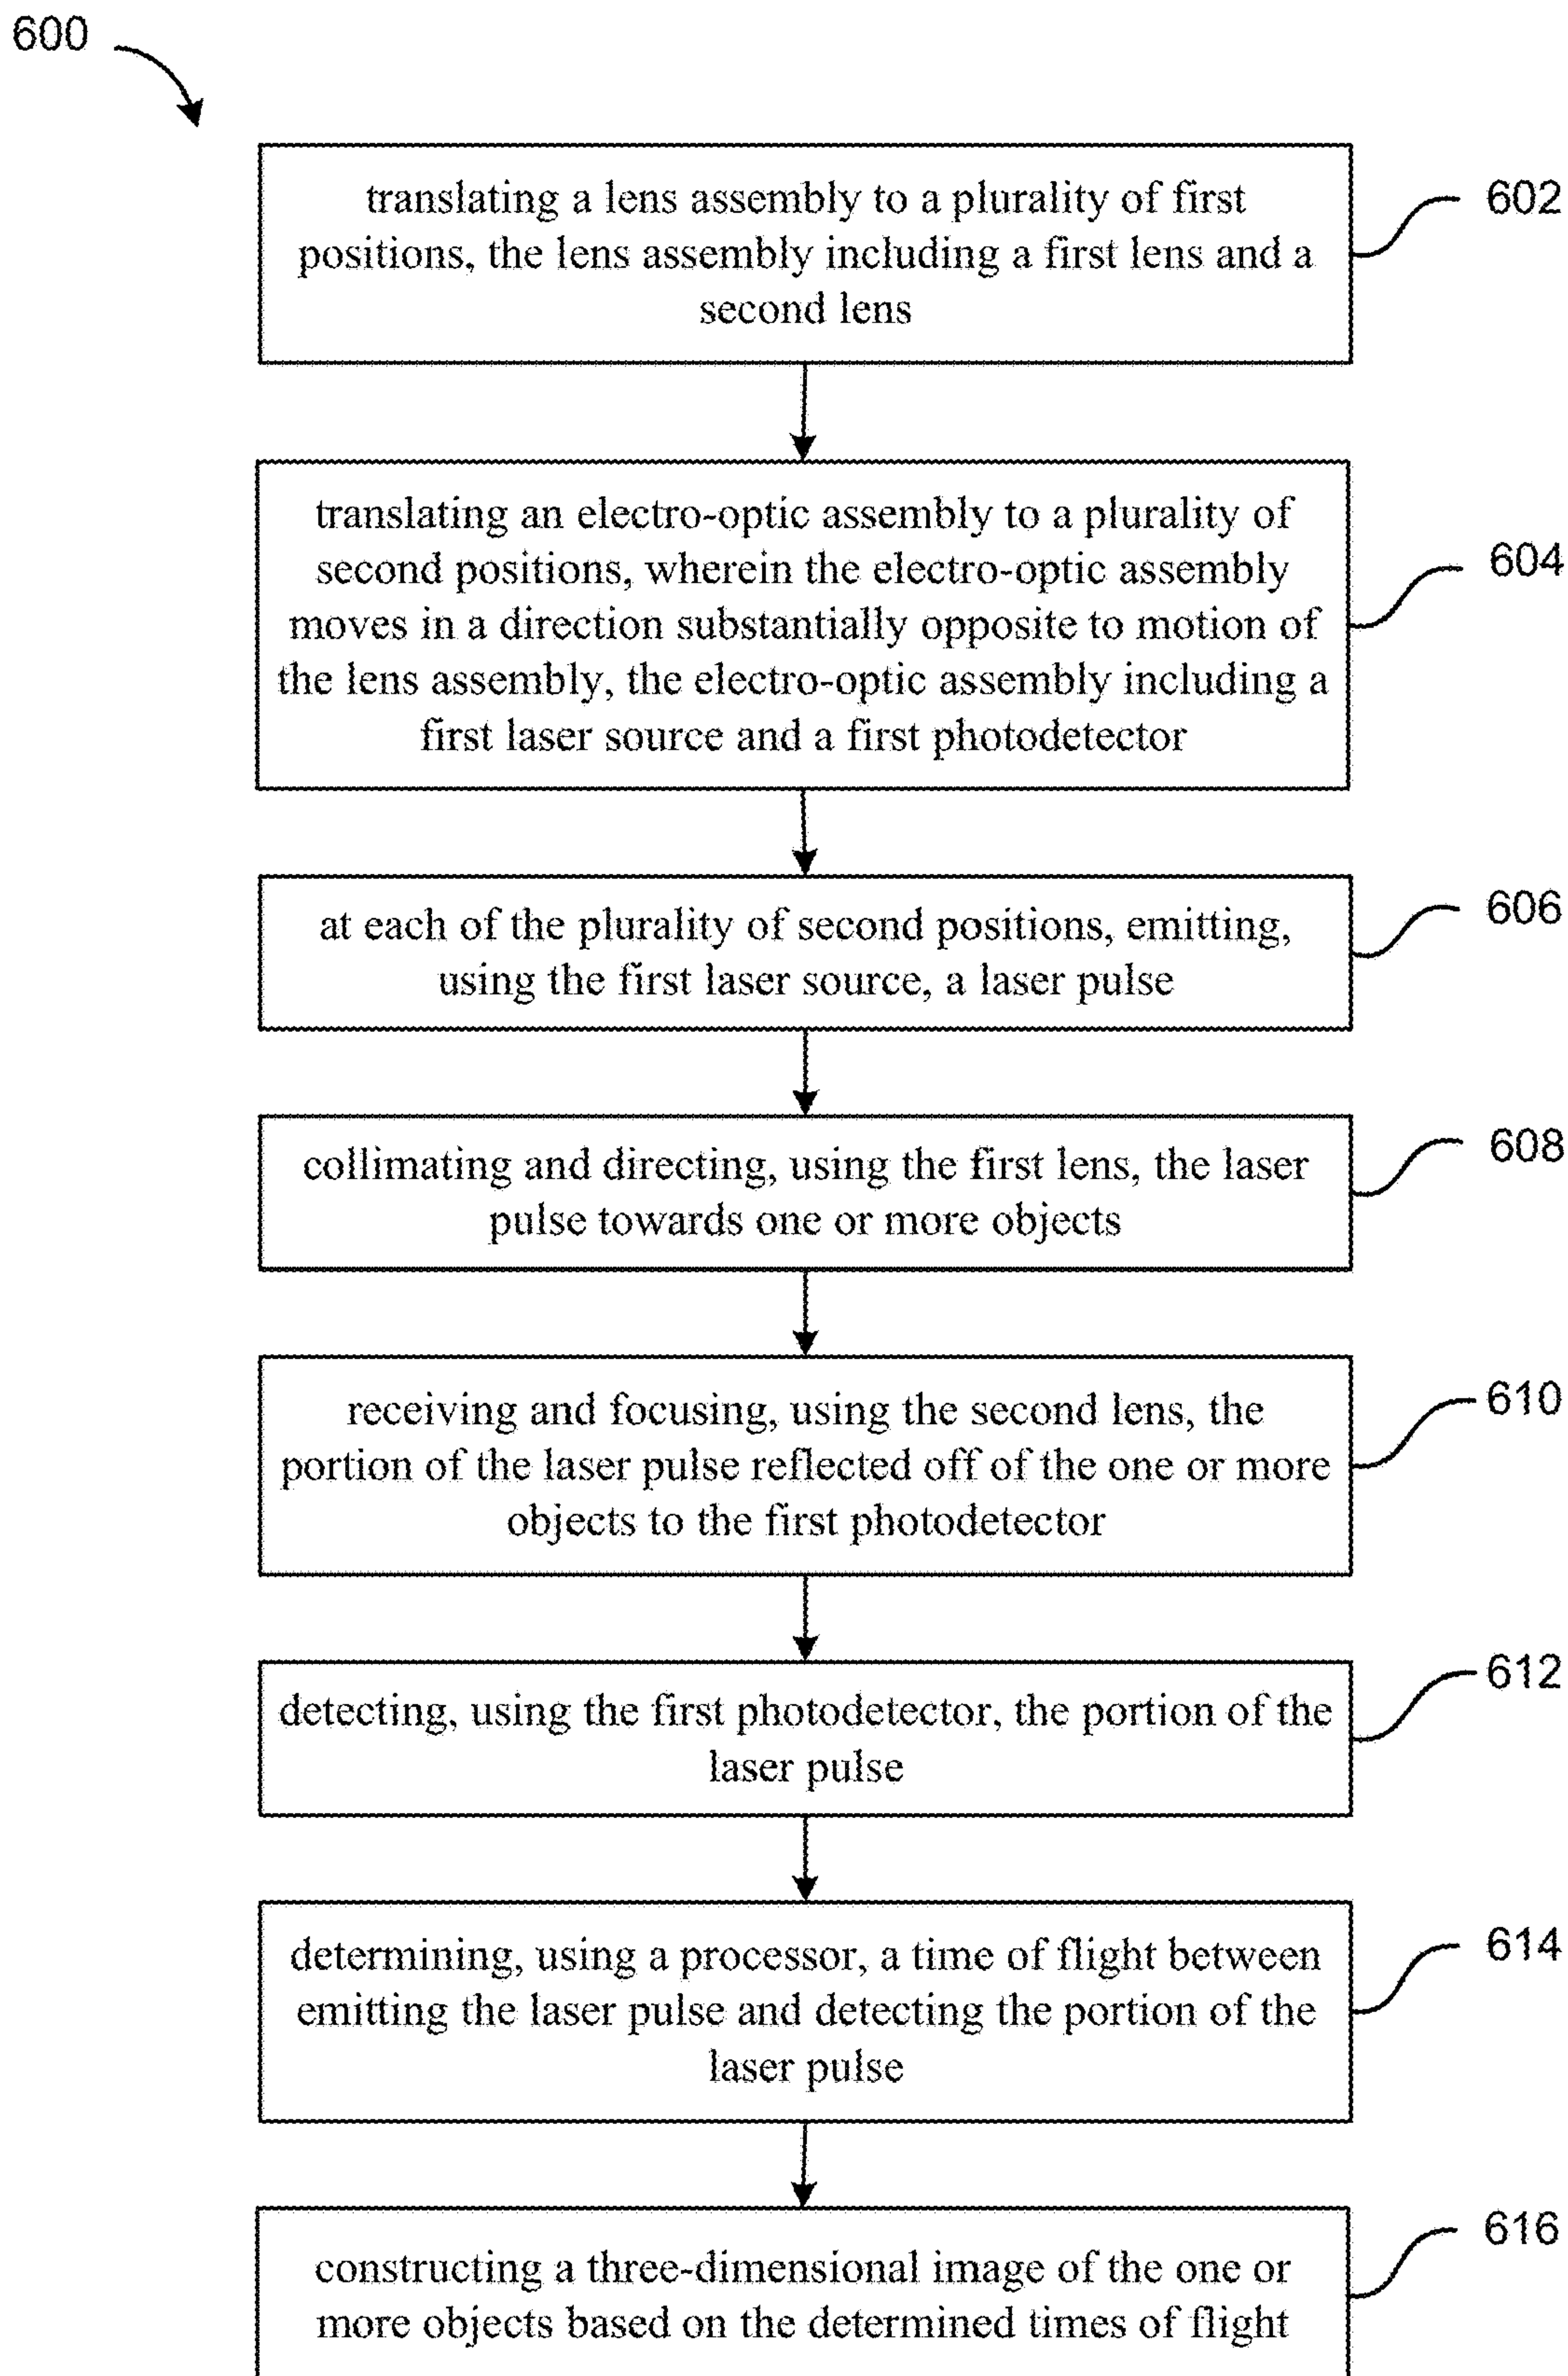 600
translating a lens assembly to a plurality of first
positions, the lens assembly including a first lens and a
second lens
602
translating an electro-optic assembly to a plurality of
second positions, wherein the electro-optic assembly
moves in a direction substantially opposite to motion of
the lens assembly, the electro-optic assembly including a
first laser source and a first photodetector
604
at each of the plurality of second positions, emitting,
using the first laser source, a laser pulse
606
collimating and directing, using the first lens, the laser
pulse towards one or more objects
608
receiving and focusing, using the second lens, the
portion of the laser pulse reflected off of the one or more
objects to the first photodetector
610
detecting, using the first photodetector, the portion of the
laser pulse
612
determining, using a processor, a time of flight between
emitting the laser pulse and detecting the portion of the
laser pulse
614
constructing a three-dimensional image of the one or
more objects based on the determined times of flight
616